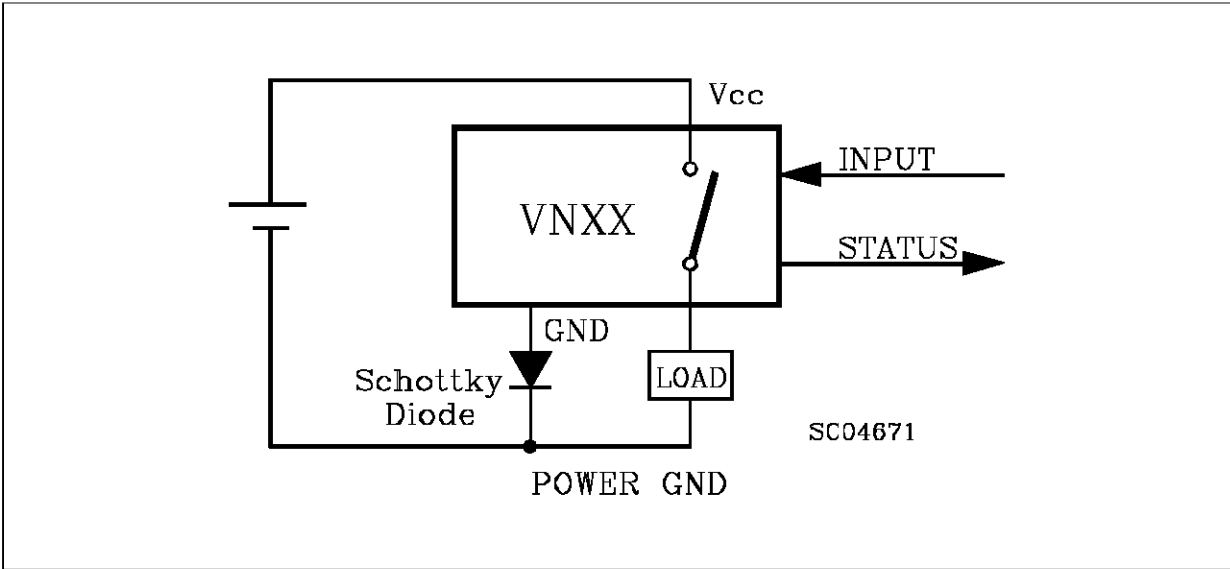 Vcc
INPUT
VNXX
STATUS
GND
Schottky
Diode
LOAD
SC04671
POWER GND